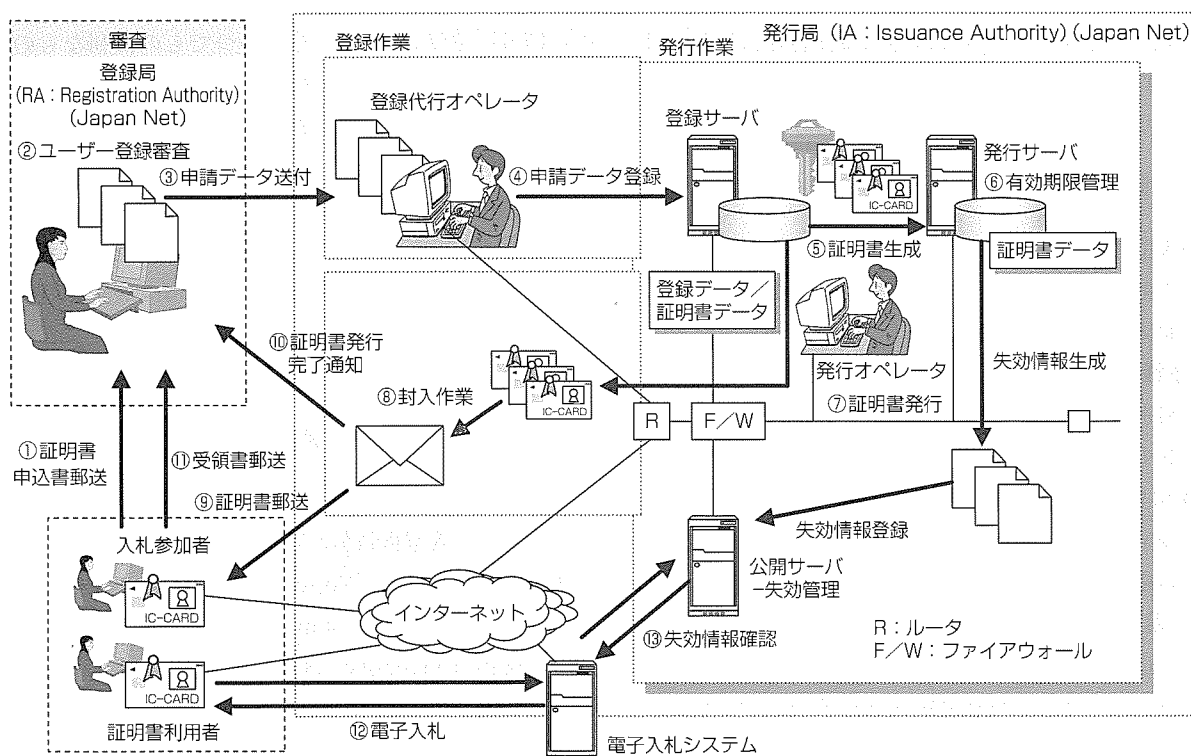 審査
登録局
(RA：Registration Authority)
(Japan Net)
②ユーザー登録審査
③申請データ送付
登録作業
登録代行オペレータ
④申請データ登録
発行作業
発行局（IA：Issuance Authority）(Japan Net)
登録サーバ
IC-CARD
発行サーバ
⑥有効期限管理
⑤証明書生成
証明書データ
登録データ／
証明書データ
発行オペレータ
⑦証明書発行
失効情報生成
⑩証明書発行
完了通知
⑧封入作業
IC-CARD
R
F／W
①証明書
申込書郵送
⑪受領書郵送
⑨証明書郵送
入札参加者
IC-CARD
IC-CARD
証明書利用者
インターネット
失効情報登録
公開サーバ
−失効管理
⑬失効情報確認
R：ルータ
F／W：ファイアウォール
⑫電子入札
電子入札システム